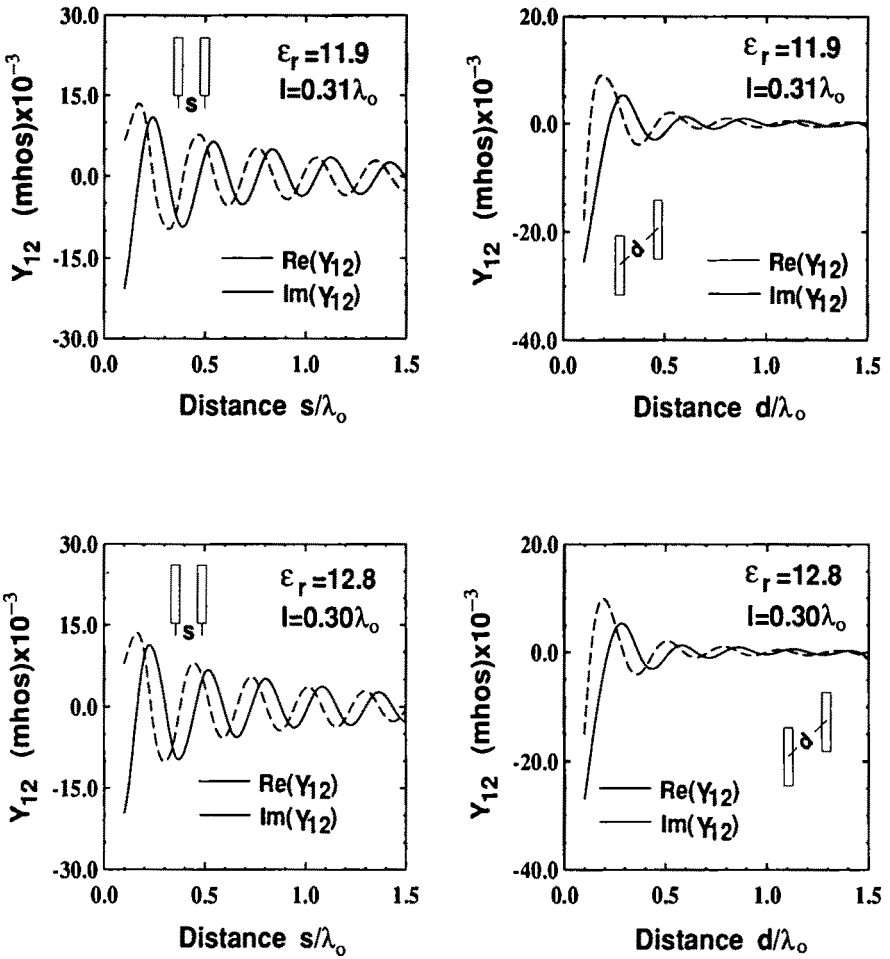 30.0
15.0
0.0
-15.0
-30.0
Y12 (mhos)x10⁻³
s
εr=11.9
l=0.31λo
Re(Y12)
Im(Y12)
0.0 0.5 1.0 1.5
Distance s/λo
20.0
0.0
-20.0
-40.0
Y12 (mhos)x10⁻³
εr=11.9
l=0.31λo
d
Re(Y12)
Im(Y12)
0.0 0.5 1.0 1.5
Distance d/λo
30.0
15.0
0.0
-15.0
-30.0
Y12 (mhos)x10⁻³
s
εr=12.8
l=0.30λo
Re(Y12)
Im(Y12)
0.0 0.5 1.0 1.5
Distance s/λo
20.0
0.0
-20.0
-40.0
Y12 (mhos)x10⁻³
εr=12.8
l=0.30λo
d
Re(Y12)
Im(Y12)
0.0 0.5 1.0 1.5
Distance d/λo